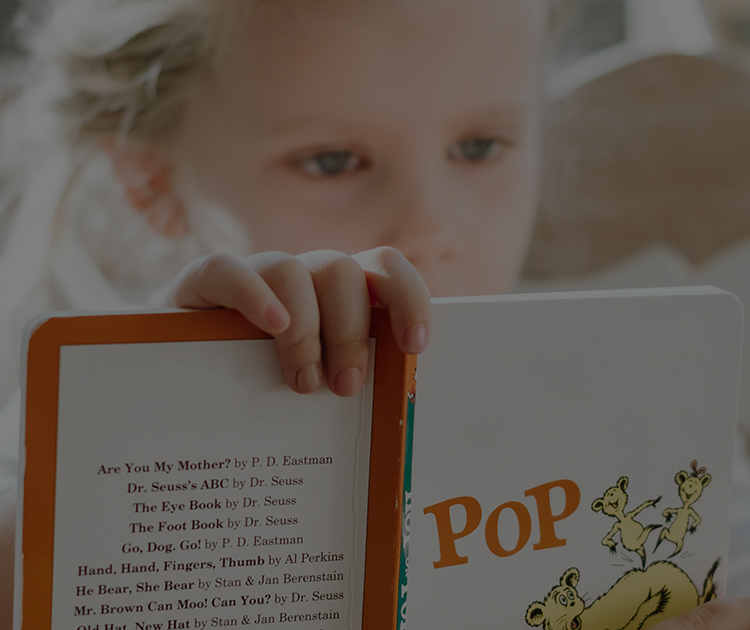 Are You My Mother? by P. D. Eastman
Dr. Seuss's ABC by Dr. Seuss
The Eye Book by Dr. Seuss
The Foot Book by Dr. Seuss
Go, Dog. Go! by P. D. Eastman
Hand, Hand, Fingers, Thumb by Al Perkins
He Bear, She Bear by Stan & Jan Berenstain
Mr. Brown Can Moo! Can You? by Dr. Seuss
Old Hat, New Hat by Stan & Jan Berenstain
POP